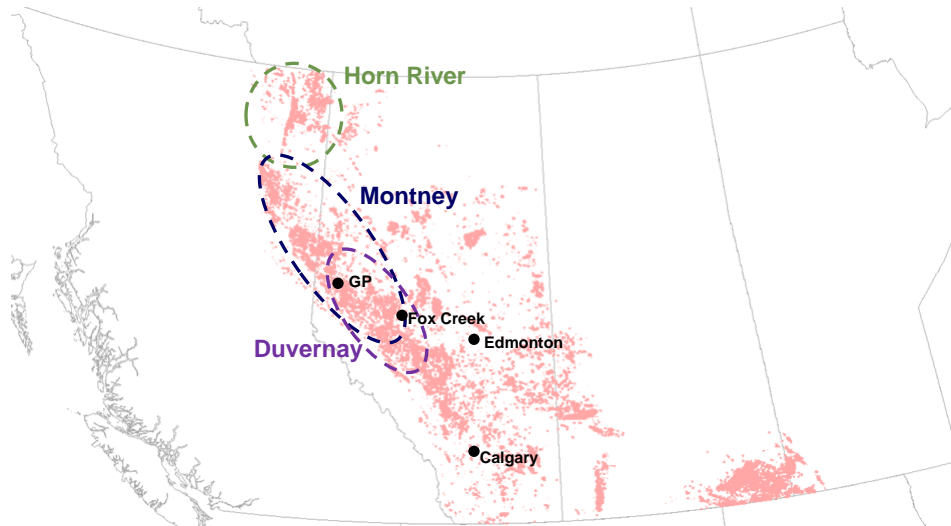 Horn River
Montney
GP
Fox Creek
Edmonton
Duvernay
Calgary